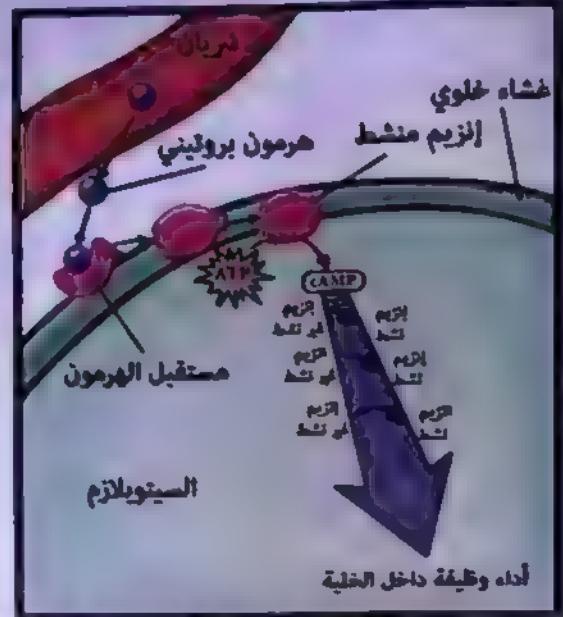 شريان
غشاء خلوي
إنزيم منشط
هرمون بروتيني
ATP
cAMP
إنزيم
غير نشط
إنزيم
نشط
إنزيم
غير نشط
إنزيم
نشط
إنزيم
غير نشط
إنزيم
نشط
مستقبل الهرمون
السيتوبلازم
أداء وظيفة داخل الخلية